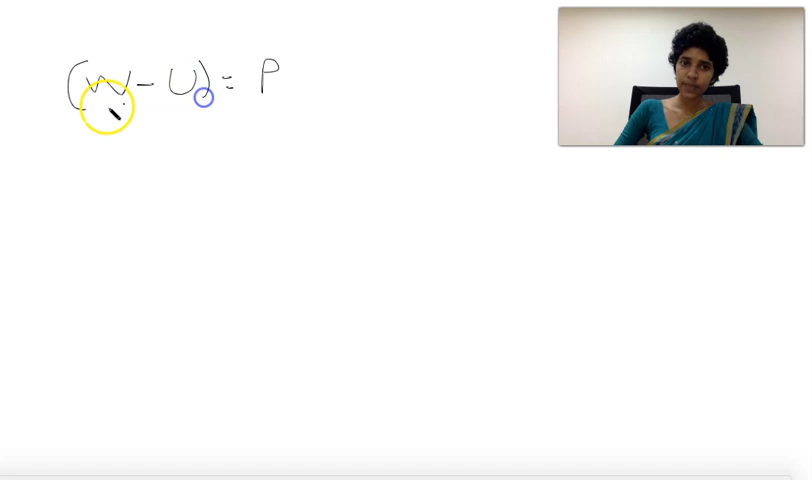 (W - U) = P